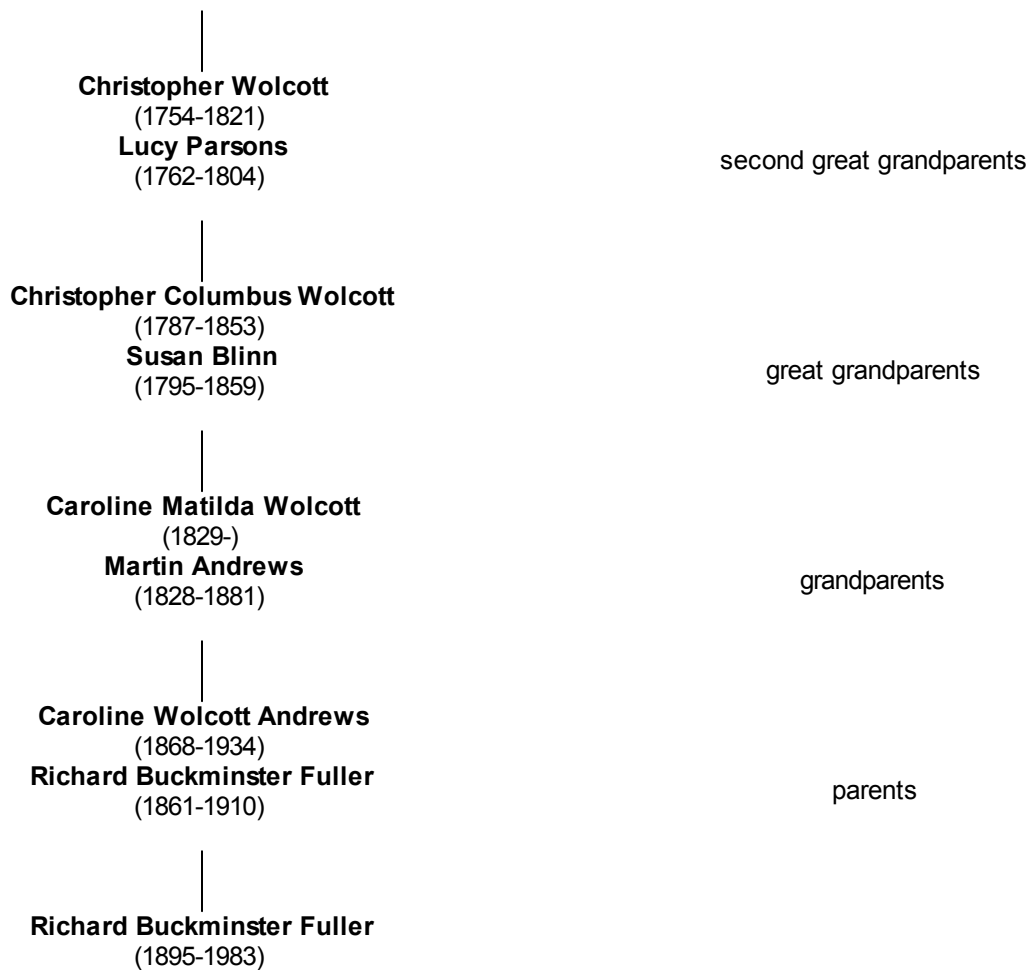 Christopher Wolcott
(1754-1821)
Lucy Parsons
(1762-1804)
second great grandparents
Christopher Columbus Wolcott
(1787-1853)
Susan Blinn
(1795-1859)
great grandparents
Caroline Matilda Wolcott
(1829-)
Martin Andrews
(1828-1881)
grandparents
Caroline Wolcott Andrews
(1868-1934)
Richard Buckminster Fuller
(1861-1910)
parents
Richard Buckminster Fuller
(1895-1983)